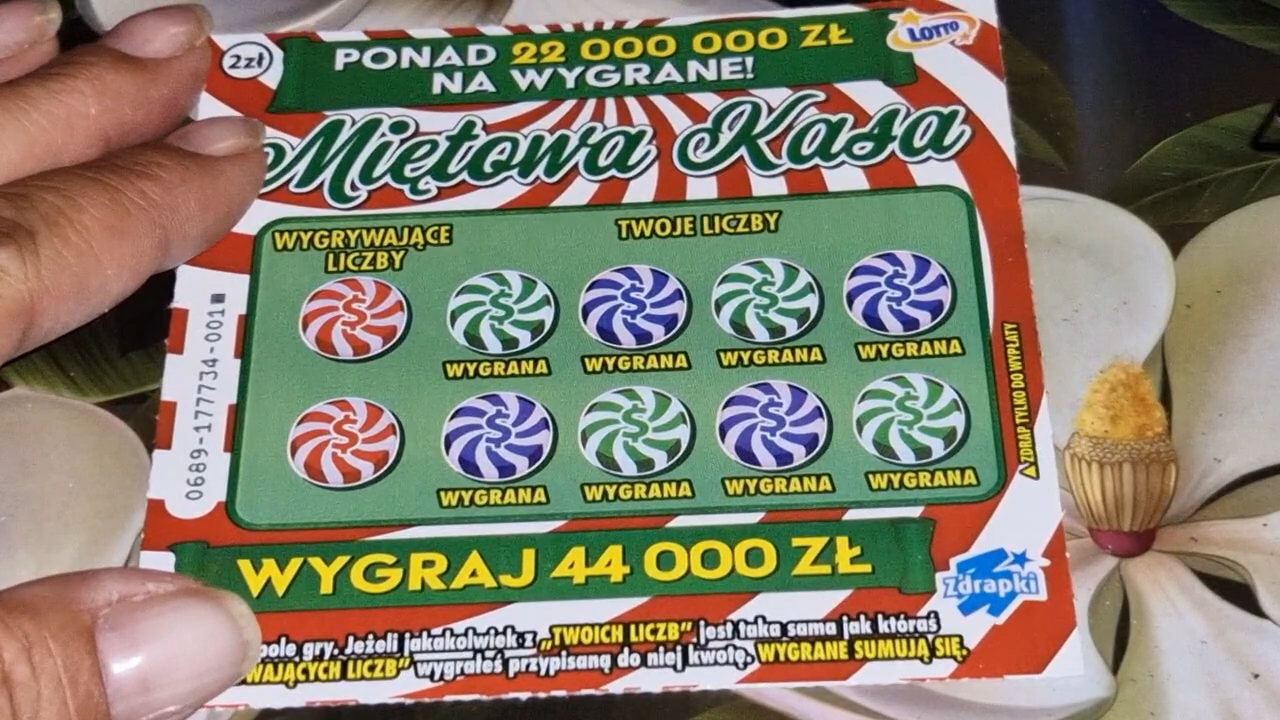 2zł
PONAD 22 000 000 ZŁ
NA WYGRANE!
LOTTO
Miętowa Kasa
WYGRYWAJĄCE
LICZBY
TWOJE LICZBY
$ $ $ $ $
WYGRANA WYGRANA WYGRANA WYGRANA
$ $ $ $ $
WYGRANA WYGRANA WYGRANA WYGRANA
0689-177734-001
ZDRAP TYLKO DO WYPŁATY
WYGRAJ 44 000 ZŁ
Zdrapki
pole gry. Jeżeli jakakolwiek z „TWOICH LICZB” jest taka sama jak któraś
WAJĄCYCH LICZB” wygrałeś przypisaną do niej kwotę. WYGRANE SUMUJĄ SIĘ.